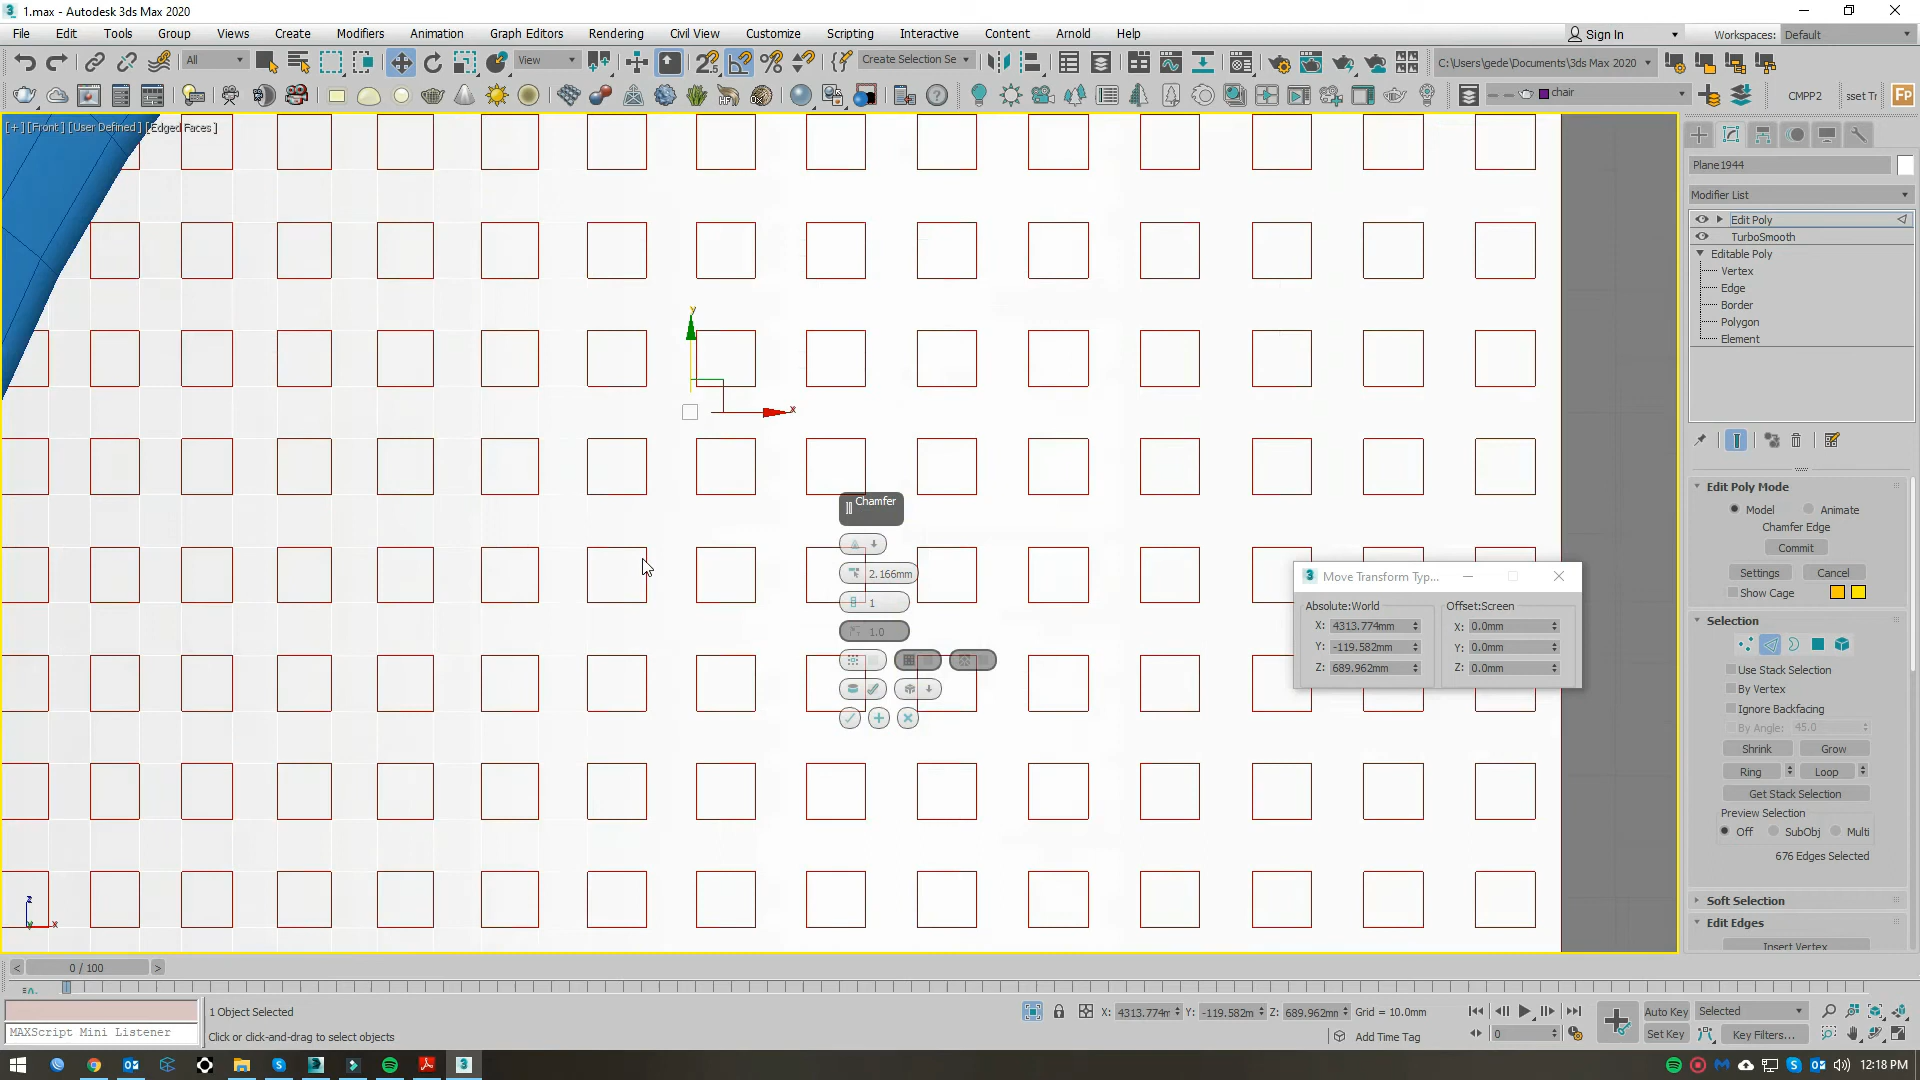 1.max - Autodesk 3ds Max 2020
File Edit Tools Group Views Create Modifiers Animation Graph Editors Rendering Civil View Customize Scripting Interactive Content Arnold Help
Sign In Workspaces: Default
All View Create Selection Se C:\Users\gede\Documents\3ds Max 2020
chair CMPP2 sset Tr Fp
[+] [Front] [User Defined] [Edged Faces]
Plane1944
Modifier List
Edit Poly
TurboSmooth
Editable Poly
Vertex
Edge
Border
Polygon
Element
Edit Poly Mode
Model Animate
Chamfer Edge
Commit
Settings Cancel
Show Cage
Selection
Use Stack Selection
By Vertex
Ignore Backfacing
By Angle: 45.0
Shrink Grow
Ring Loop
Get Stack Selection
Preview Selection
Off SubObj Multi
676 Edges Selected
Soft Selection
Edit Edges
Insert Vertex
y
x
Chamfer
2.166mm
1
1.0
Move Transform Typ...
Absolute:World Offset:Screen
X: 4313.774mm X: 0.0mm
Y: -119.582mm Y: 0.0mm
Z: 689.962mm Z: 0.0mm
z
y x
< 0 / 100 >
MAXScript Mini Listener
1 Object Selected
Click or click-and-drag to select objects
X: 4313.774m Y: -119.582m Z: 689.962mm Grid = 10.0mm
Add Time Tag
0
Auto Key Selected
Set Key Key Filters...
12:18 PM